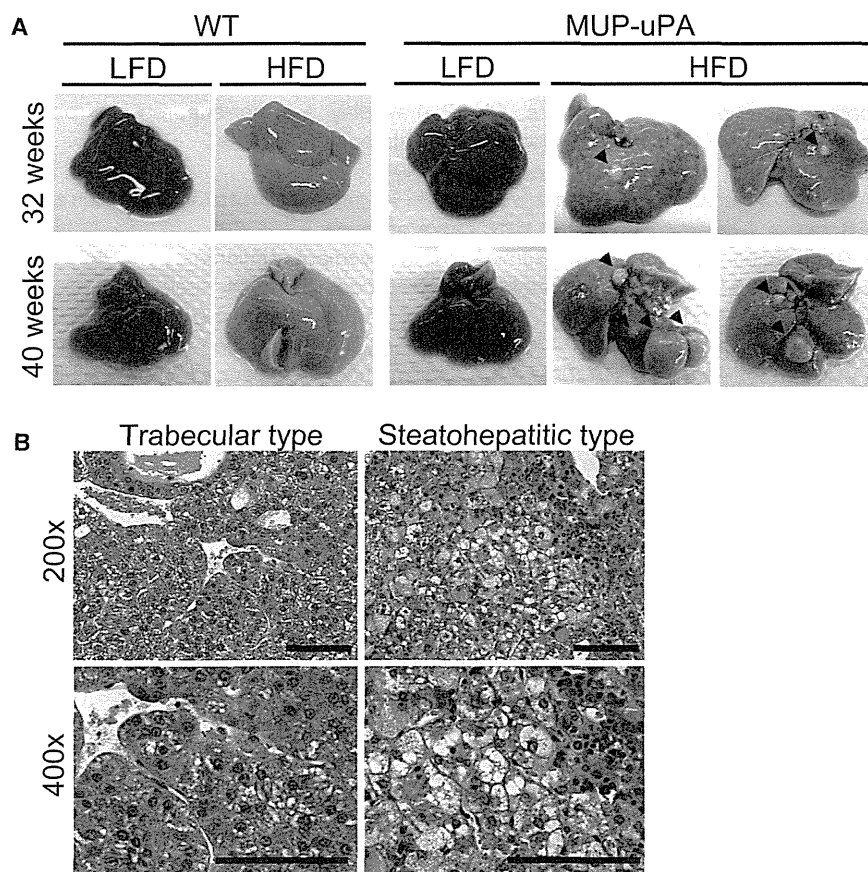 A
WT
MUP-uPA
LFD
HFD
LFD
HFD
32 weeks
40 weeks
B
Trabecular type
Steatohepatitic type
200x
400x